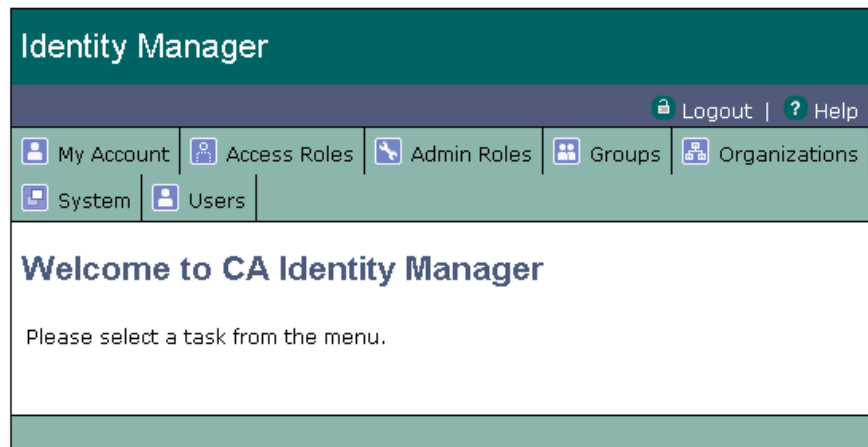 Identity Manager
Logout | ? Help
My Account Access Roles Admin Roles Groups Organizations
System Users
Welcome to CA Identity Manager
Please select a task from the menu.